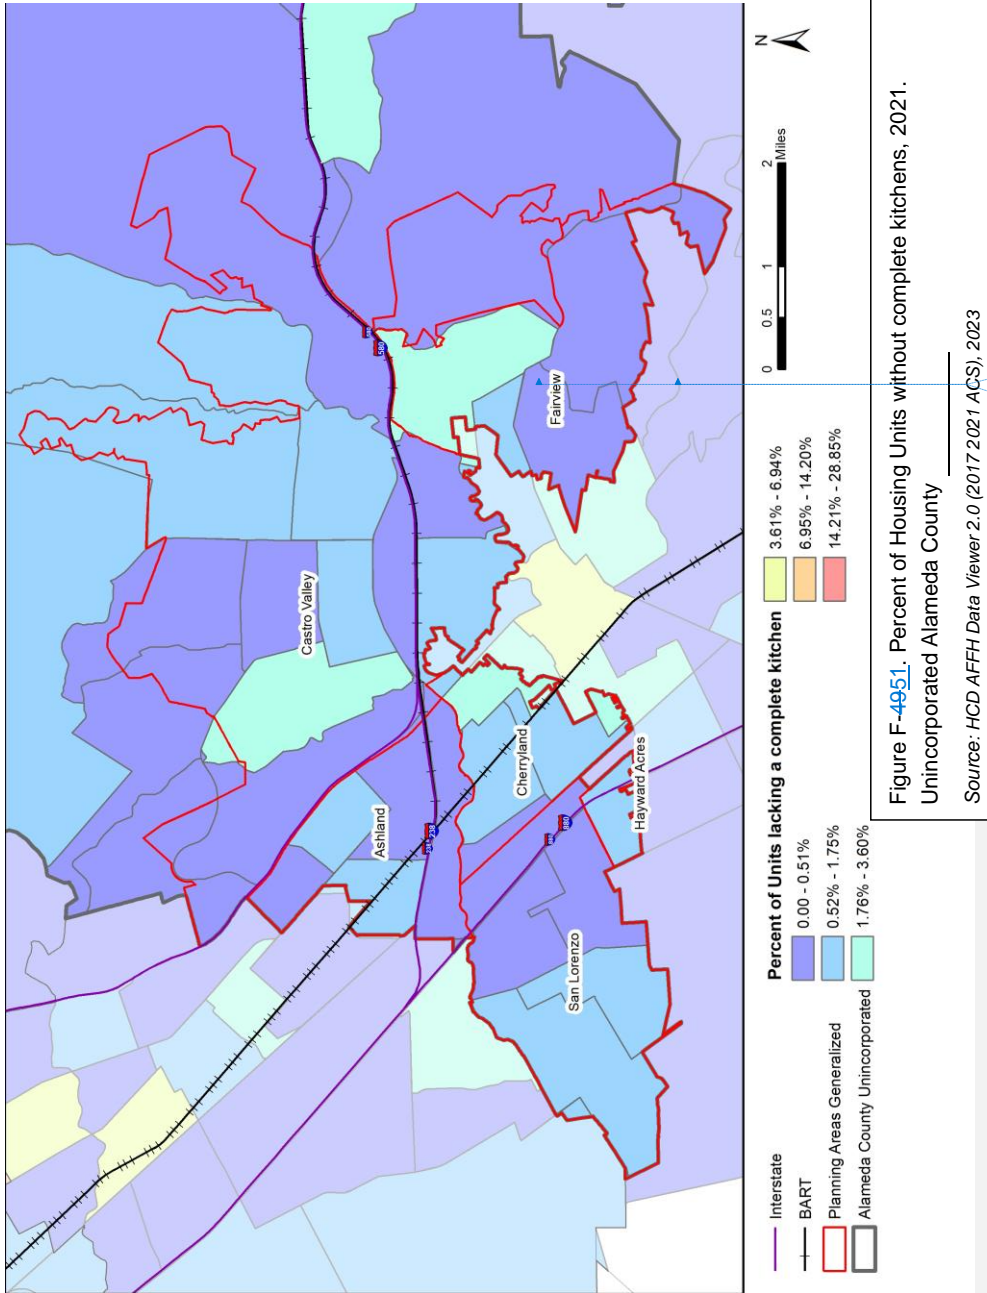 Castro Valley
Ashland
Cherryland
Hayward Acres
San Lorenzo
Fairview
580
238
880
N
0 0.5 1 2
Miles
Interstate
BART
Planning Areas Generalized
Alameda County Unincorporated
Percent of Units lacking a complete kitchen
0.00 - 0.51%
0.52% - 1.75%
1.76% - 3.60%
3.61% - 6.94%
6.95% - 14.20%
14.21% - 28.85%
Figure F-4951. Percent of Housing Units without complete kitchens, 2021.
Unincorporated Alameda County
Source: HCD AFFH Data Viewer 2.0 (2017 2021 ACS), 2023